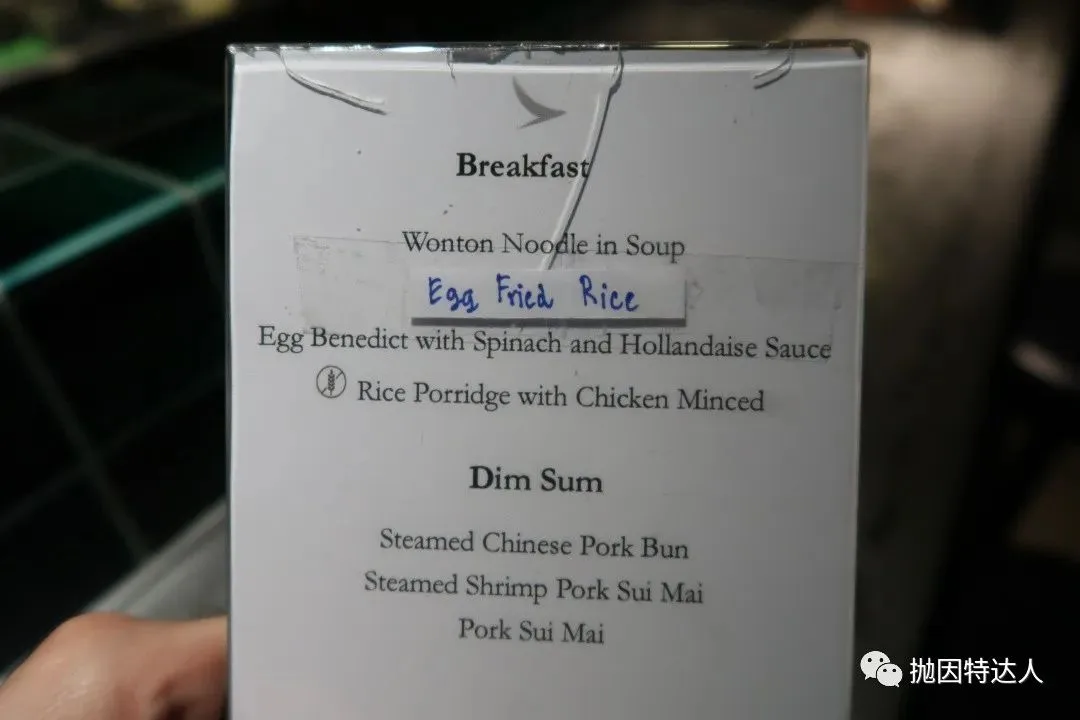 Breakfast
Wonton Noodle in Soup
Egg Fried Rice
Egg Benedict with Spinach and Hollandaise Sauce
Rice Porridge with Chicken Minced
Dim Sum
Steamed Chinese Pork Bun
Steamed Shrimp Pork Sui Mai
Pork Sui Mai
抛因特达人